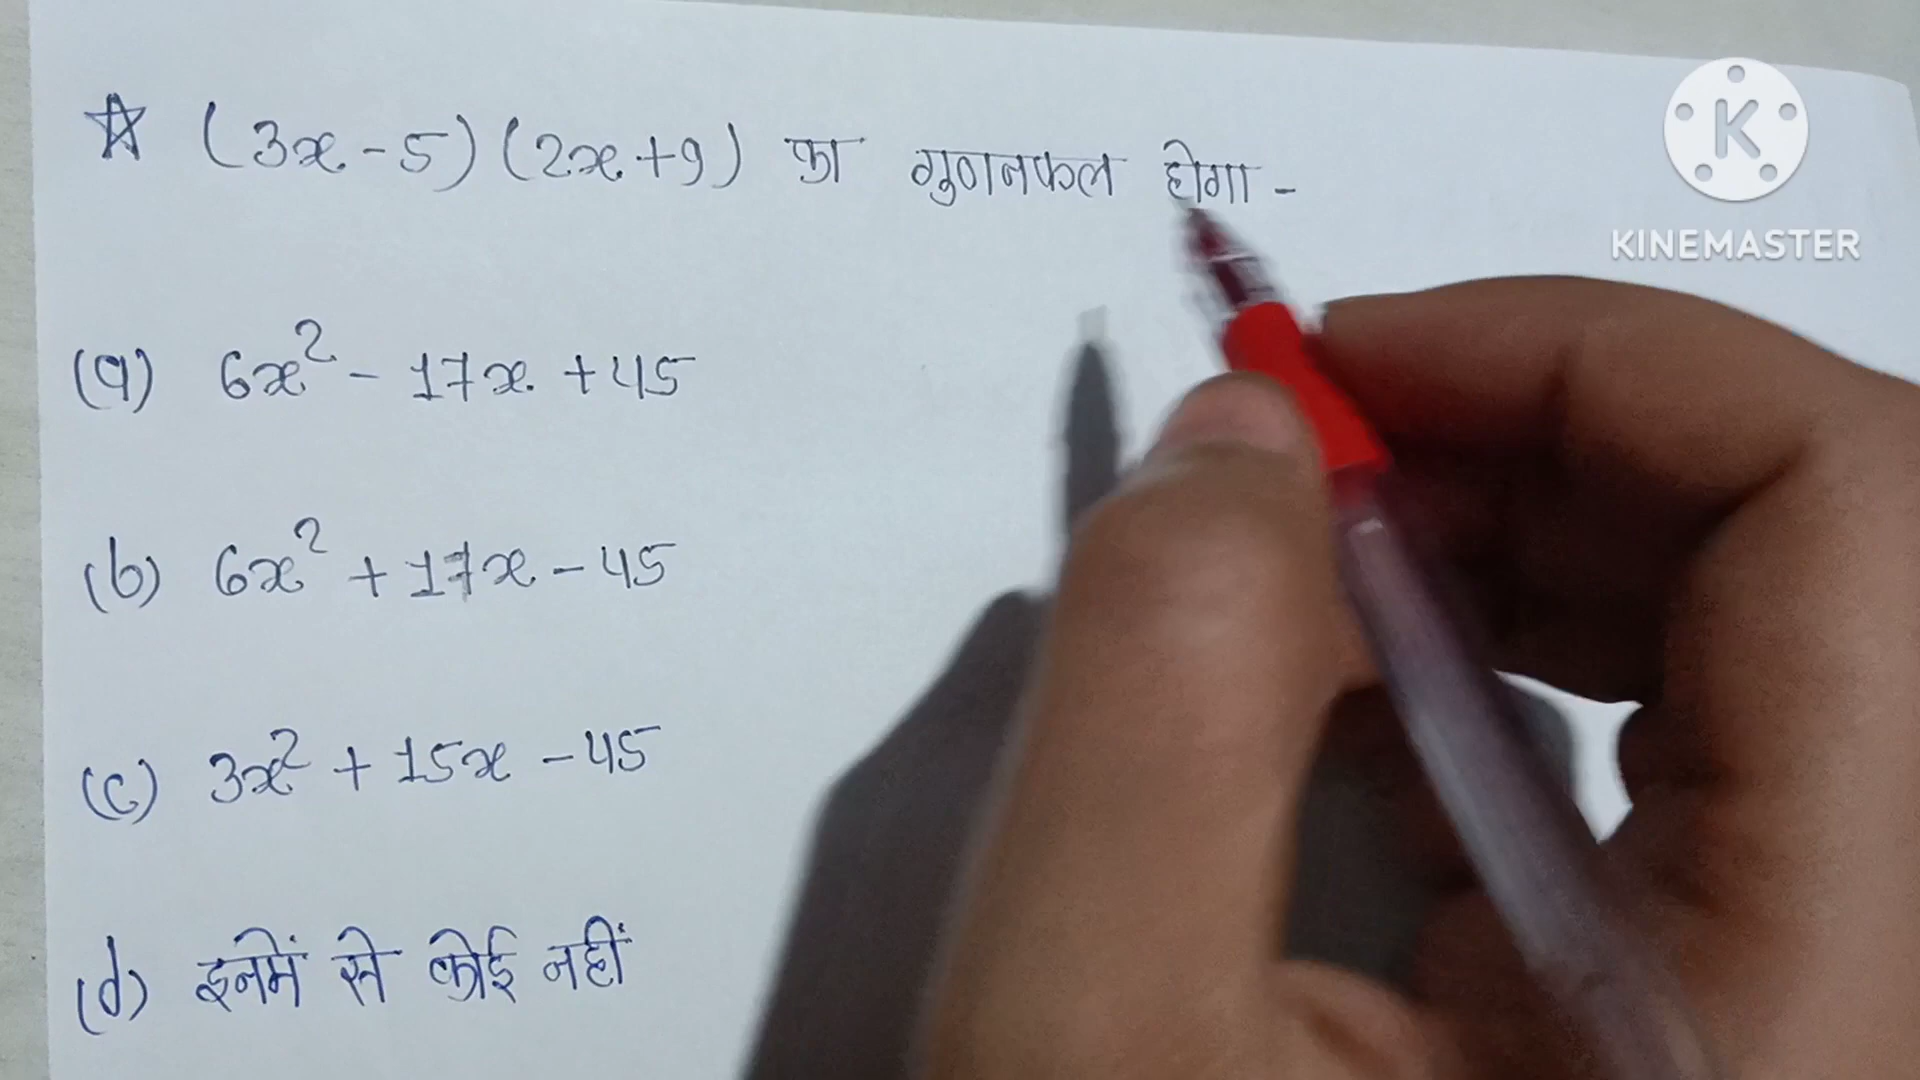 ☆ (3x-5)(2x+9) का गुणनफल होगा -
K
KINEMASTER
(a) 6x² - 17x + 45
(b) 6x² + 17x - 45
(c) 3x² + 15x - 45
(d) इनमें से कोई नहीं